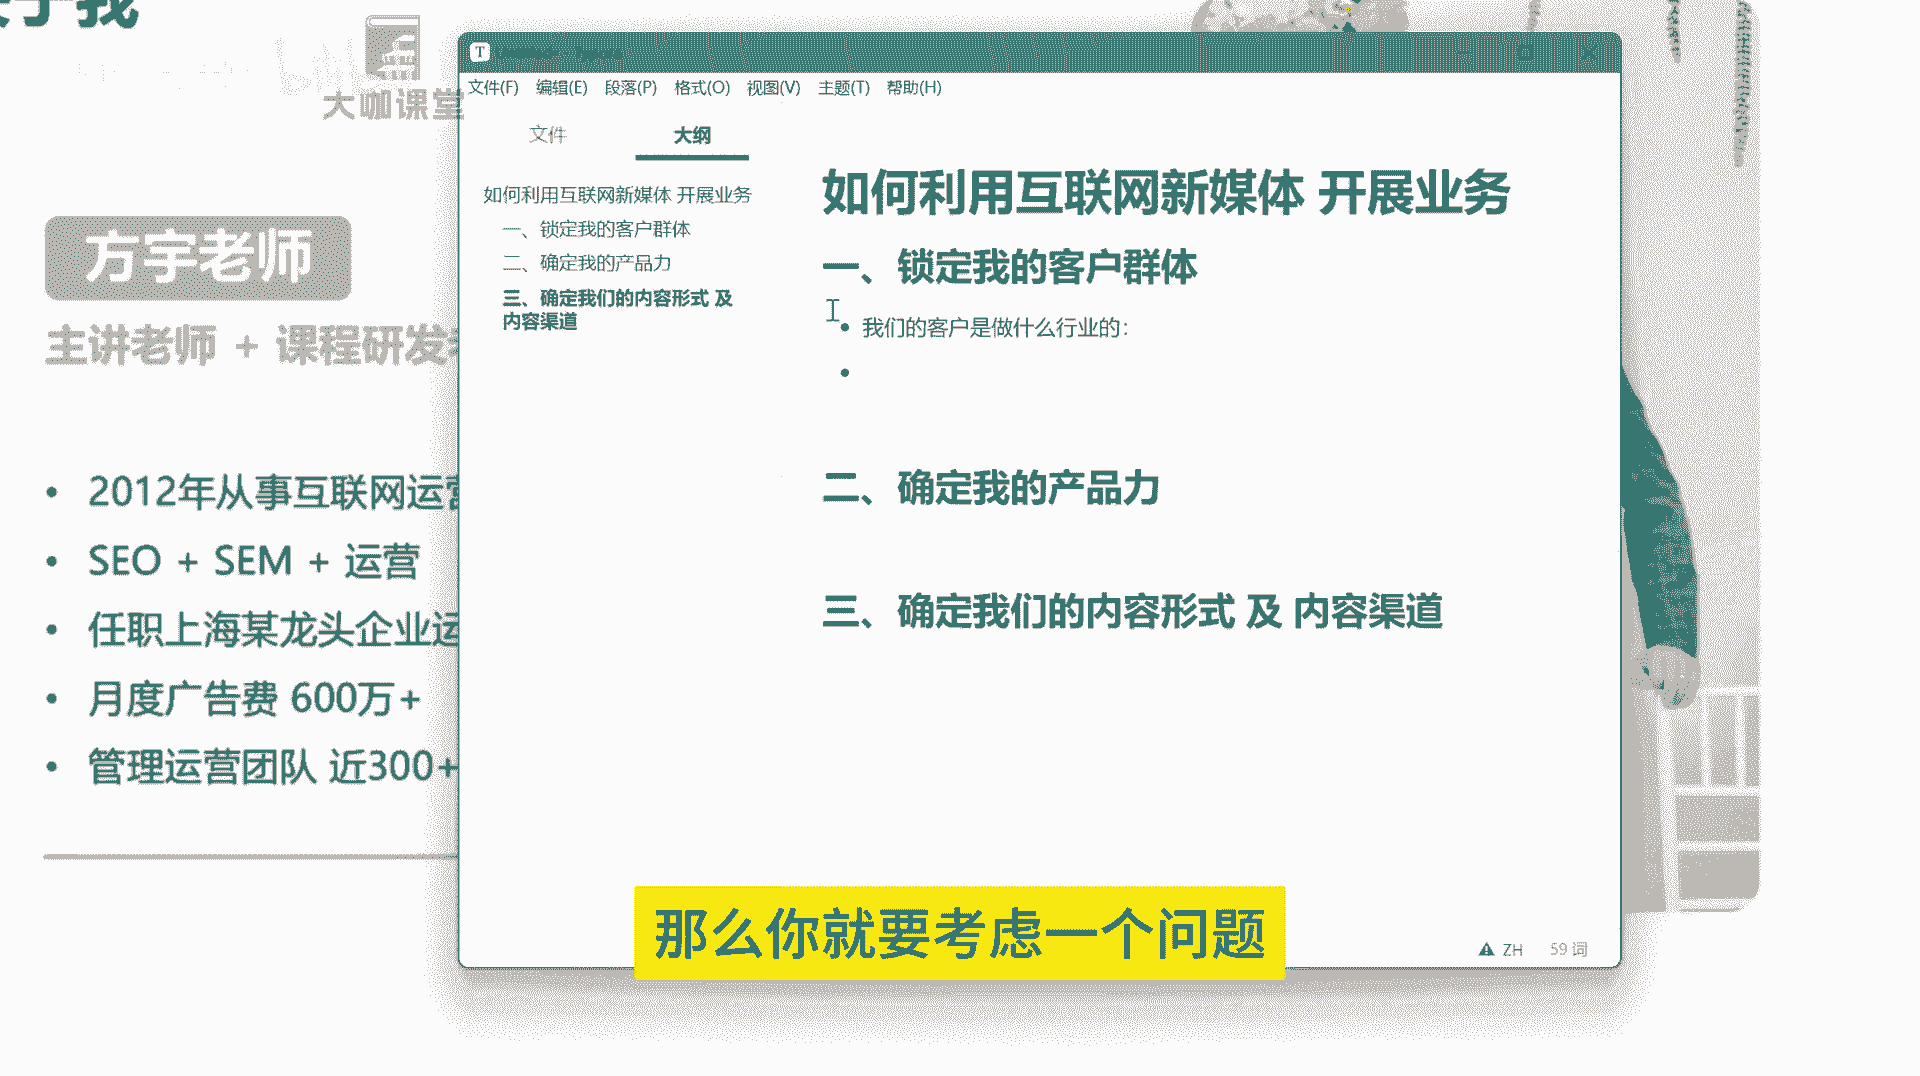 关于我
大咖课堂
方宇老师
主讲老师 + 课程研发
2012年从事互联网运营
SEO + SEM + 运营
任职上海某龙头企业运
月度广告费 600万+
管理运营团队 近300+
T
文件(F) 编辑(E) 段落(P) 格式(O) 视图(V) 主题(T) 帮助(H)
文件 大纲
如何利用互联网新媒体 开展业务
一、锁定我的客户群体
二、确定我的产品力
三、确定我们的内容形式 及
内容渠道
如何利用互联网新媒体 开展业务
一、锁定我的客户群体
我们的客户是做什么行业的：
二、确定我的产品力
三、确定我们的内容形式 及 内容渠道
那么你就要考虑一个问题
ZH 59 词